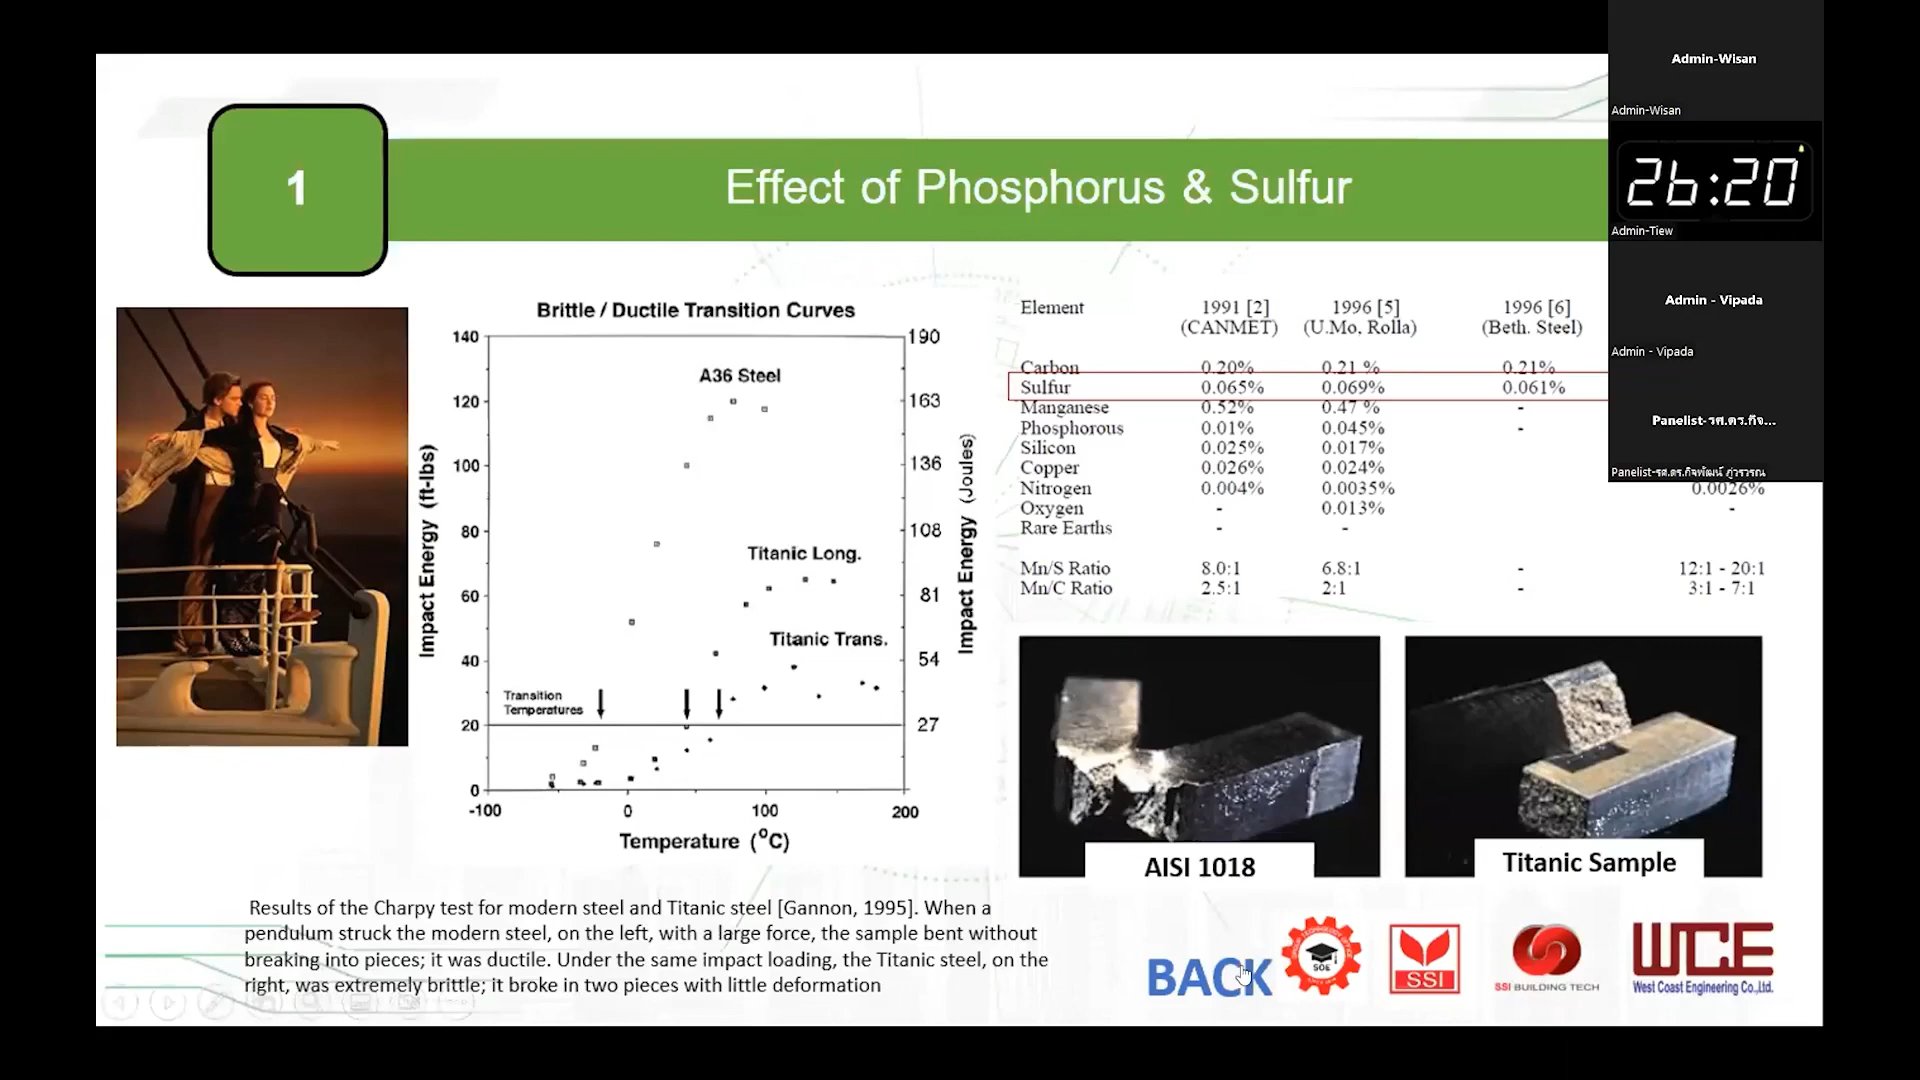 1
Effect of Phosphorus & Sulfur
Brittle / Ductile Transition Curves
Impact Energy (ft-lbs)
140
120
100
80
60
40
20
0
A36 Steel
Titanic Long.
Titanic Trans.
Transition
Temperatures
190
163
136
108
81
54
27
Impact Energy (Joules)
-100 0 100 200
Temperature (°C)
Element 1991 [2] 1996 [5] 1996 [6]
(CANMET) (U.Mo, Rolla) (Beth. Steel)
Carbon 0.20% 0.21 % 0.21%
Sulfur 0.065% 0.069% 0.061%
Manganese 0.52% 0.47 % -
Phosphorous 0.01% 0.045% -
Silicon 0.025% 0.017%
Copper 0.026% 0.024%
Nitrogen 0.004% 0.0035% 0.0026%
Oxygen - 0.013% -
Rare Earths - -
Mn/S Ratio 8.0:1 6.8:1 - 12:1 - 20:1
Mn/C Ratio 2.5:1 2:1 - 3:1 - 7:1
AISI 1018
Titanic Sample
Results of the Charpy test for modern steel and Titanic steel [Gannon, 1995]. When a
pendulum struck the modern steel, on the left, with a large force, the sample bent without
breaking into pieces; it was ductile. Under the same impact loading, the Titanic steel, on the
right, was extremely brittle; it broke in two pieces with little deformation
BACK
SOE
SSI
SSI BUILDING TECH
WCE
West Coast Engineering Co.,Ltd.
Admin-Wisan
Admin-Wisan
26:20
Admin-Tiew
Admin - Vipada
Admin - Vipada
Panelist-รศ.ดร.กิจ...
Panelist-รศ.ดร.กิจพัฒน์ ภู่วรวรรณ